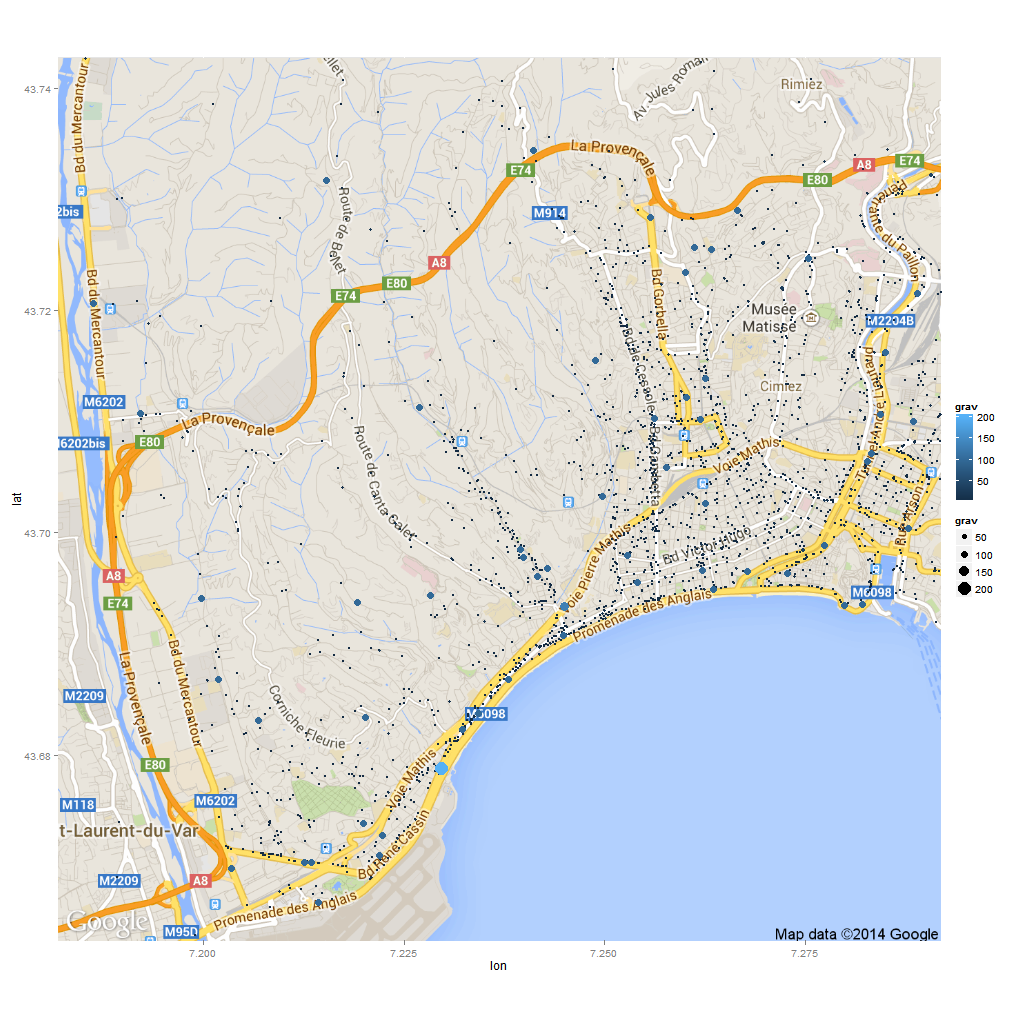 43.74
43.72
43.70
43.68
lat
7.200
7.225
7.250
7.275
lon
Rimiez
Av. Jules Romai
Bd du Mercantour
La Provençale
E74
A8
E74
E80
2bis
M914
Route de Bellet
A8
E80
E74
Bd Gorbella
Bd du Mercantour
Musée
Matisse
M2204B
Cimiez
M6202
La Provençale
E80
M6202bis
Route de Canta Galet
Voie Mathis
Bd Victor Hugo
Voie Pierre Mathis
Promenade des Anglais
M6098
A8
E74
La Provençale
Bd du Mercantour
M2209
Corniche Fleurie
M6098
E80
M6202
Voie Mathis
M118
t-Laurent-du-Var
Bd René Cassin
M2209
A8
Promenade des Anglais
Google
M95D
Map data ©2014 Google
grav
200
150
100
50
grav
50
100
150
200